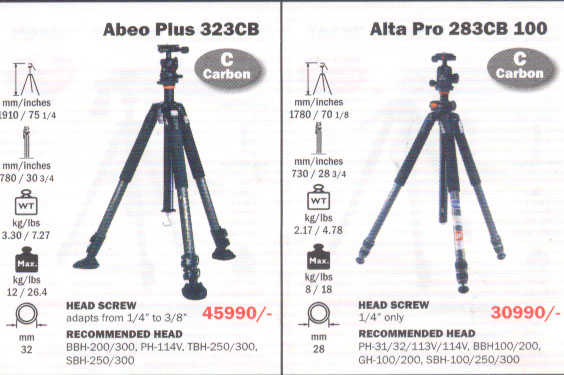 Abeo Plus 323CB
C
Carbon
mm/inches
1910 / 75 1/4
mm/inches
780 / 30 3/4
WT
kg/lbs
3.30 / 7.27
Max.
kg/lbs
12 / 26.4
mm
32
HEAD SCREW
adapts from 1/4" to 3/8"
45990/-
RECOMMENDED HEAD
BBH-200/300, PH-114V, TBH-250/300,
SBH-250/300
Alta Pro 283CB 100
C
Carbon
mm/inches
1780 / 70 1/8
mm/inches
730 / 28 3/4
WT
kg/lbs
2.17 / 4.78
Max.
kg/lbs
8 / 18
mm
28
HEAD SCREW
1/4" only
30990/-
RECOMMENDED HEAD
PH-31/32/113V/114V, BBH100/200,
GH-100/200, SBH-100/250/300